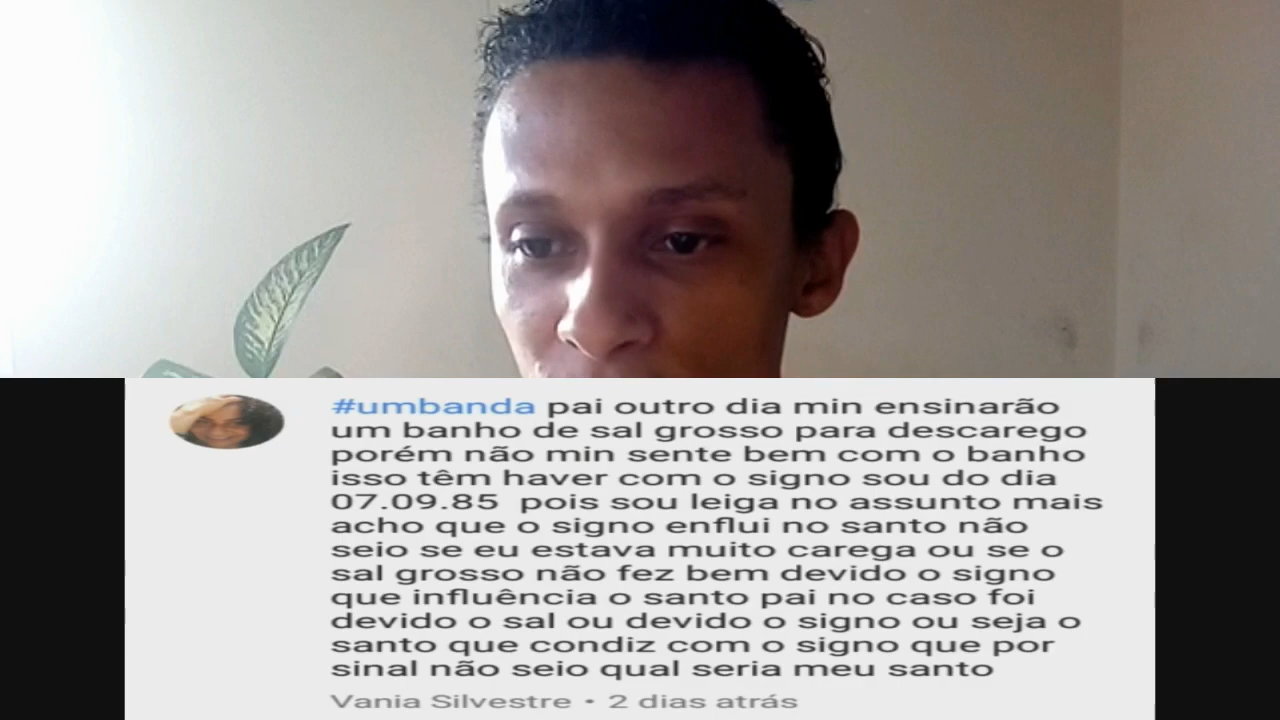 #umbanda pai outro dia min ensinarão
um banho de sal grosso para descarego
porém não min sente bem com o banho
isso têm haver com o signo sou do dia
07.09.85 pois sou leiga no assunto mais
acho que o signo enflui no santo não
seio se eu estava muito carega ou se o
sal grosso não fez bem devido o signo
que influência o santo pai no caso foi
devido o sal ou devido o signo ou seja o
santo que condiz com o signo que por
sinal não seio qual seria meu santo
Vania Silvestre • 2 dias atrás